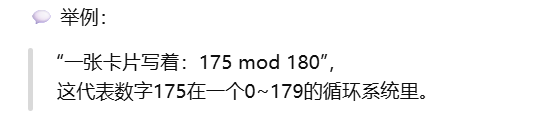 举例：
“一张卡片写着：175 mod 180”，
这代表数字175在一个0~179的循环系统里。